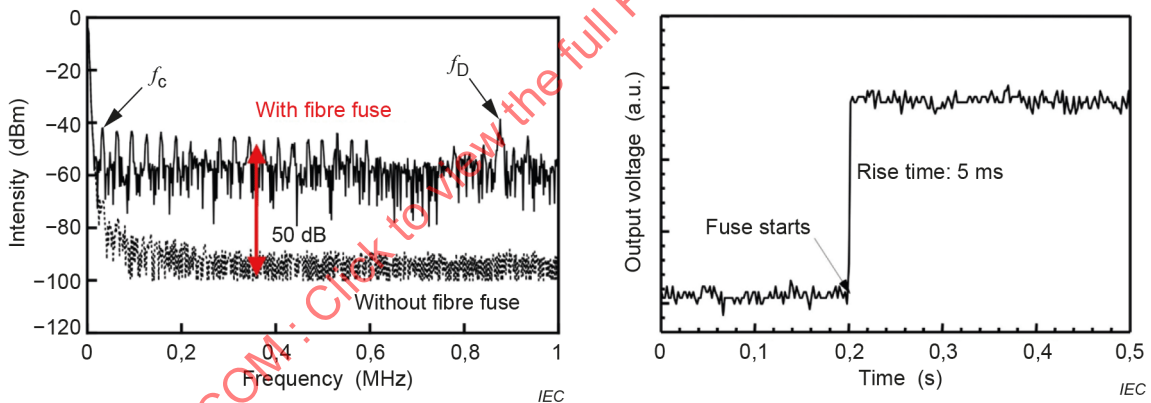 0
−20
−40
−60
−80
−100
−120
Intensity (dBm)
f_c
f_D
With fibre fuse
50 dB
Without fibre fuse
0
0,2
0,4
0,6
0,8
1
Frequency (MHz)
IEC
Output voltage (a.u.)
Rise time: 5 ms
Fuse starts
0
0,1
0,2
0,3
0,4
0,5
Time (s)
IEC
COM : Click to view the full